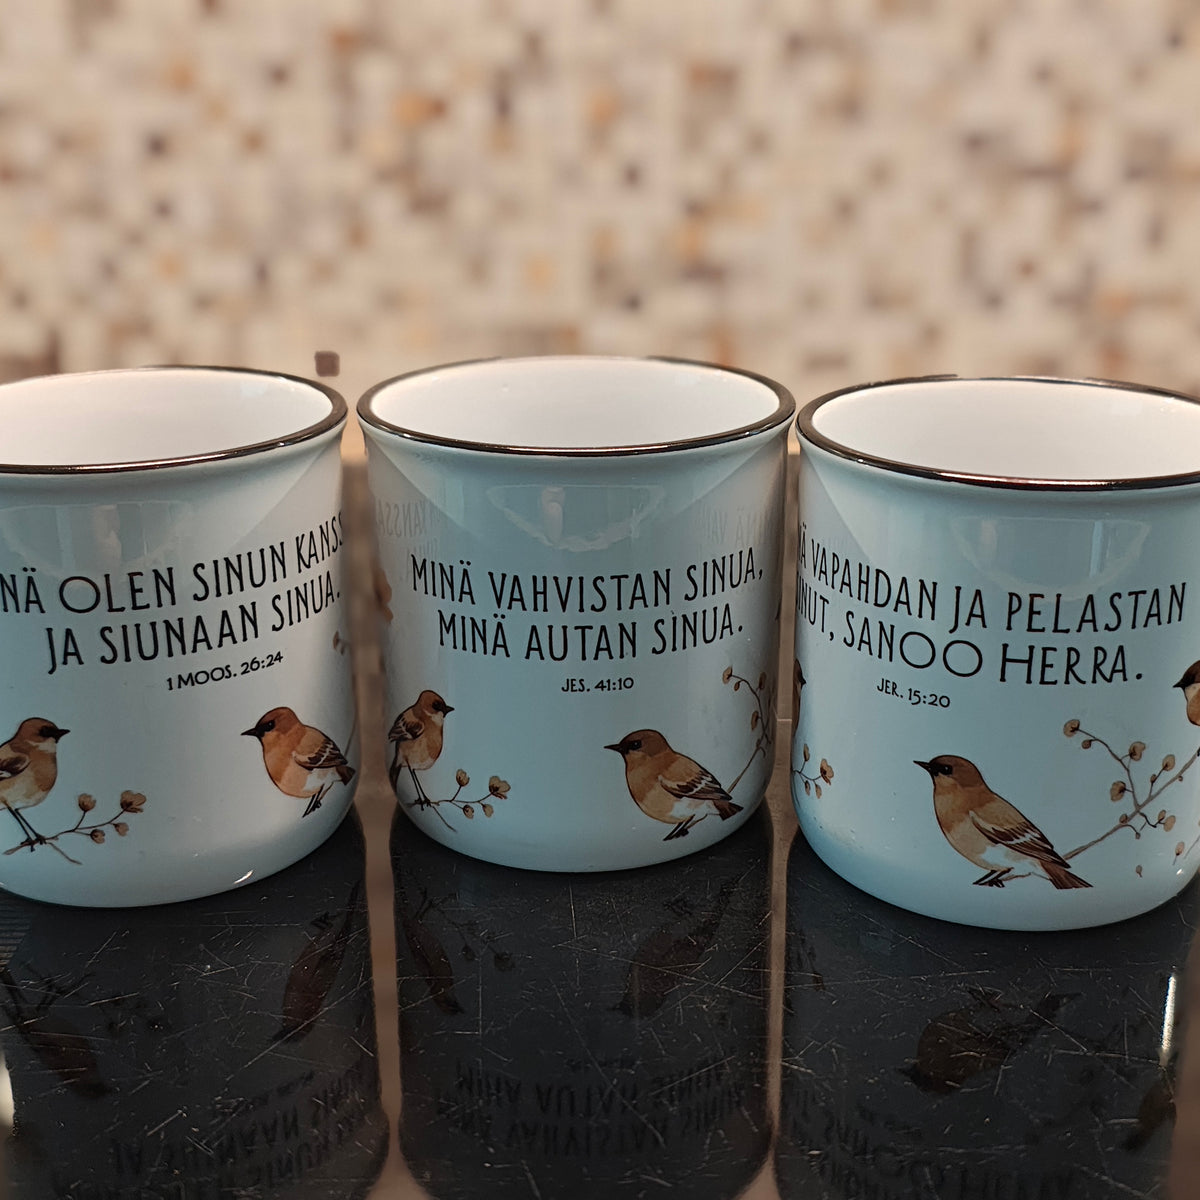 NÄ OLEN SINUN KANSS
JA SIUNAAN SINUA.
1 MOOS. 26:24
MINÄ VAHVISTAN SINUA,
MINÄ AUTAN SINUA.
JES. 41:10
Ä VAPAHDAN JA PELASTAN
NUT, SANOO HERRA.
JER. 15:20